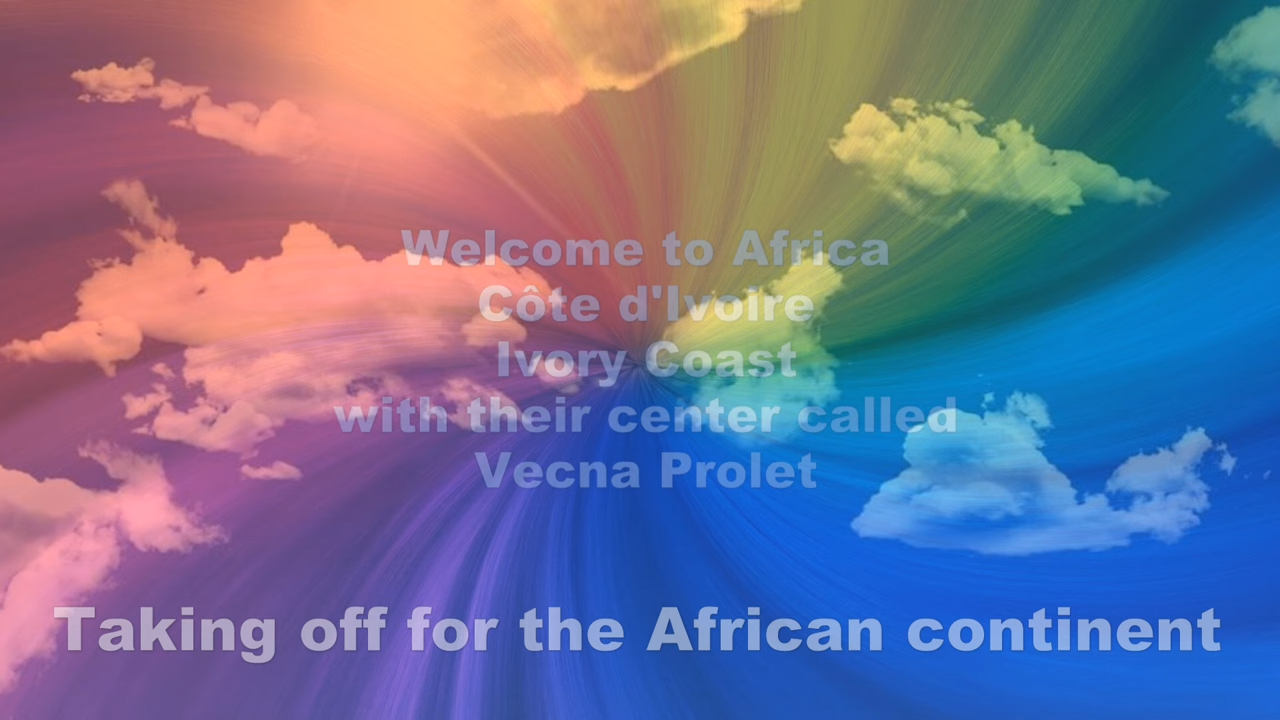 Welcome to Africa
Côte d'Ivoire
Ivory Coast
with their center called
Vecna Prolet
Taking off for the African continent